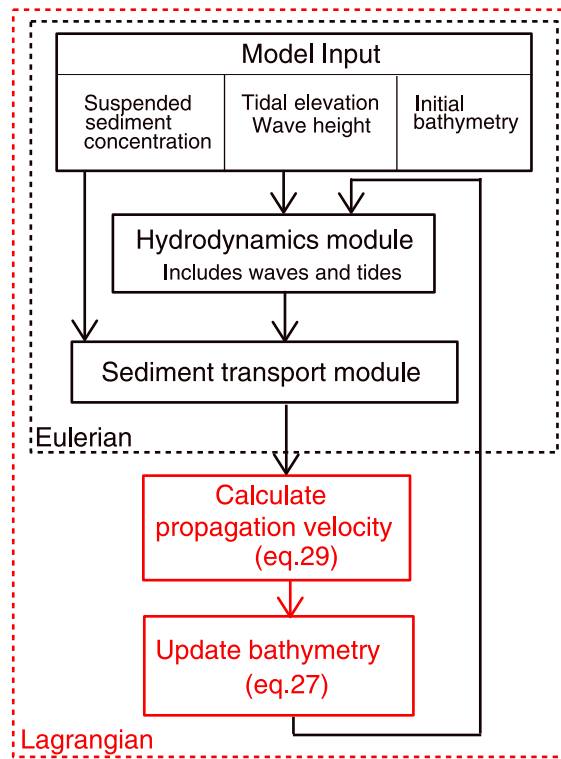 Model Input
Suspended
sediment
concentration
Tidal elevation
Wave height
Initial
bathymetry
Hydrodynamics module
Includes waves and tides
Sediment transport module
Eulerian
Calculate
propagation velocity
(eq.29)
Update bathymetry
(eq.27)
Lagrangian